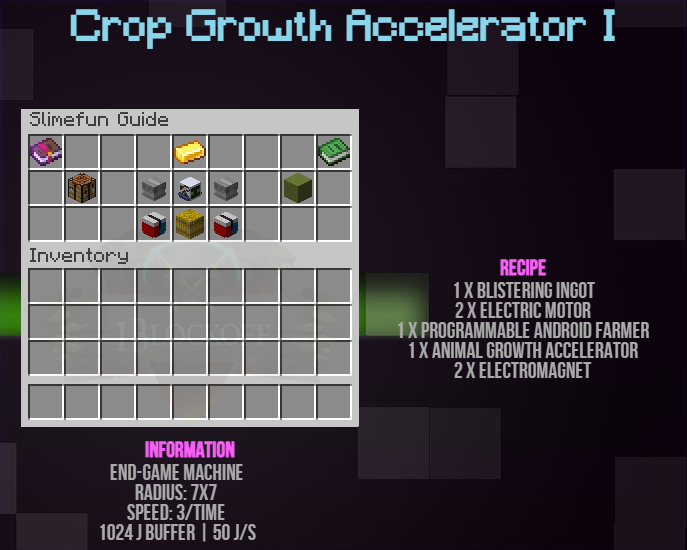 Crop Growth Accelerator I
Slimefun Guide
Inventory
IBLOCKOFF
RECIPE
1 X BLISTERING INGOT
2 X ELECTRIC MOTOR
1 X PROGRAMMABLE ANDROID FARMER
1 X ANIMAL GROWTH ACCELERATOR
2 X ELECTROMAGNET
INFORMATION
END-GAME MACHINE
RADIUS: 7X7
SPEED: 3/TIME
1024 J BUFFER | 50 J/S